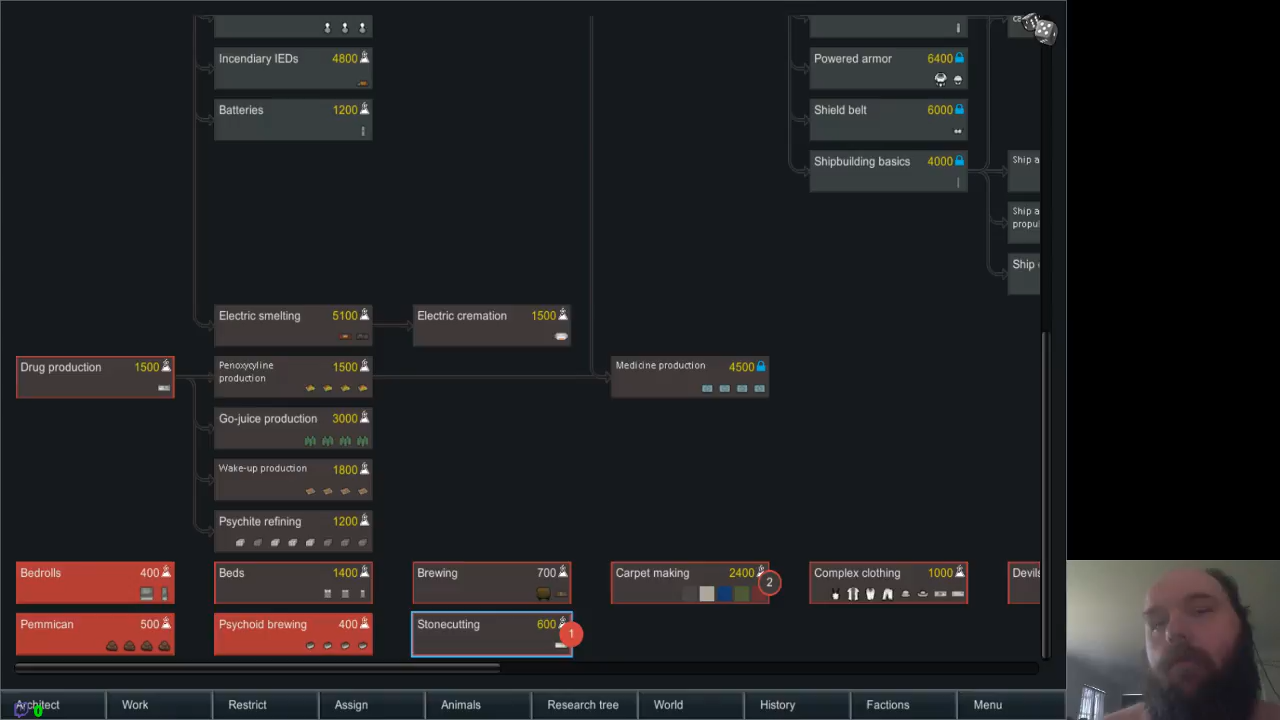 ca
Incendiary IEDs 4800
Powered armor 6400
Batteries 1200
Shield belt 6000
Shipbuilding basics 4000
Ship a
Ship a
propul
Ship
Electric smelting 5100
Electric cremation 1500
Drug production 1500
Penoxycyline
production 1500
Medicine production 4500
Go-juice production 3000
Wake-up production 1800
Psychite refining 1200
Bedrolls 400
Beds 1400
Brewing 700
Carpet making 2400
2
Complex clothing 1000
Devils
Pemmican 500
Psychoid brewing 400
Stonecutting 600
1
Architect
Work
Restrict
Assign
Animals
Research tree
World
History
Factions
Menu